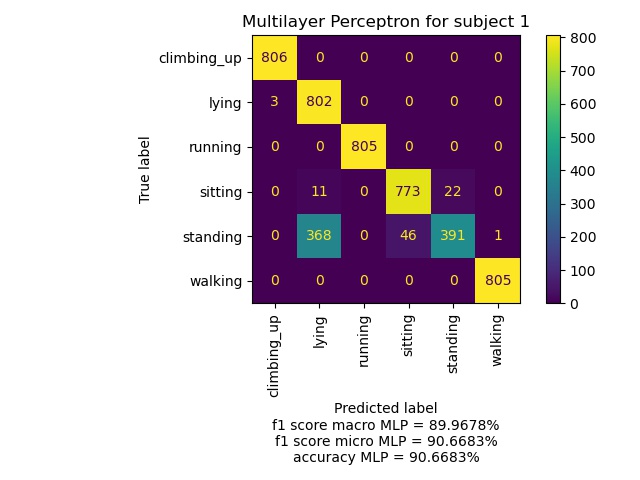 Multilayer Perceptron for subject 1
climbing_up 806 0 0 0 0 0
lying 3 802 0 0 0 0
running 0 0 805 0 0 0
sitting 0 11 0 773 22 0
standing 0 368 0 46 391 1
walking 0 0 0 0 0 805
True label
climbing_up lying running sitting standing walking
Predicted label
f1 score macro MLP = 89.9678%
f1 score micro MLP = 90.6683%
accuracy MLP = 90.6683%
800
700
600
500
400
300
200
100
0